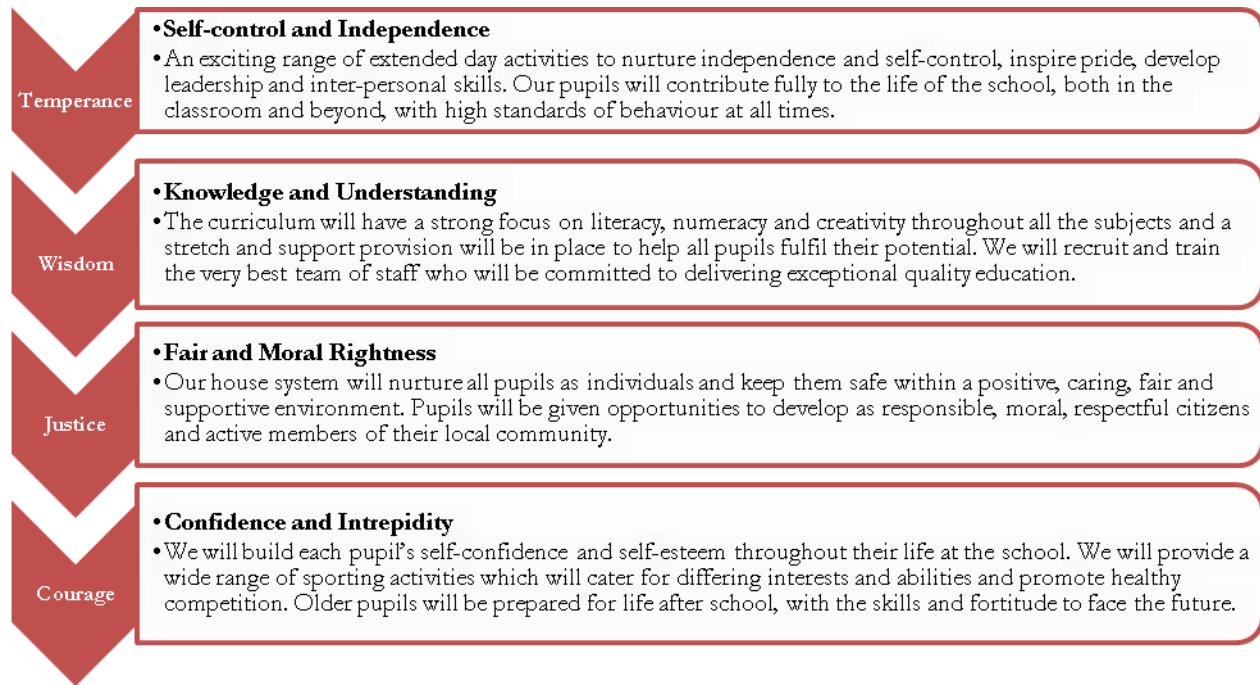 Temperance
•Self-control and Independence
•An exciting range of extended day activities to nurture independence and self-control, inspire pride, develop
leadership and inter-personal skills. Our pupils will contribute fully to the life of the school, both in the
classroom and beyond, with high standards of behaviour at all times.
Wisdom
•Knowledge and Understanding
•The curriculum will have a strong focus on literacy, numeracy and creativity throughout all the subjects and a
stretch and support provision will be in place to help all pupils fulfil their potential. We will recruit and train
the very best team of staff who will be committed to delivering exceptional quality education.
Justice
•Fair and Moral Rightness
•Our house system will nurture all pupils as individuals and keep them safe within a positive, caring, fair and
supportive environment. Pupils will be given opportunities to develop as responsible, moral, respectful citizens
and active members of their local community.
Courage
•Confidence and Intrepidity
•We will build each pupil's self-confidence and self-esteem throughout their life at the school. We will provide a
wide range of sporting activities which will cater for differing interests and abilities and promote healthy
competition. Older pupils will be prepared for life after school, with the skills and fortitude to face the future.